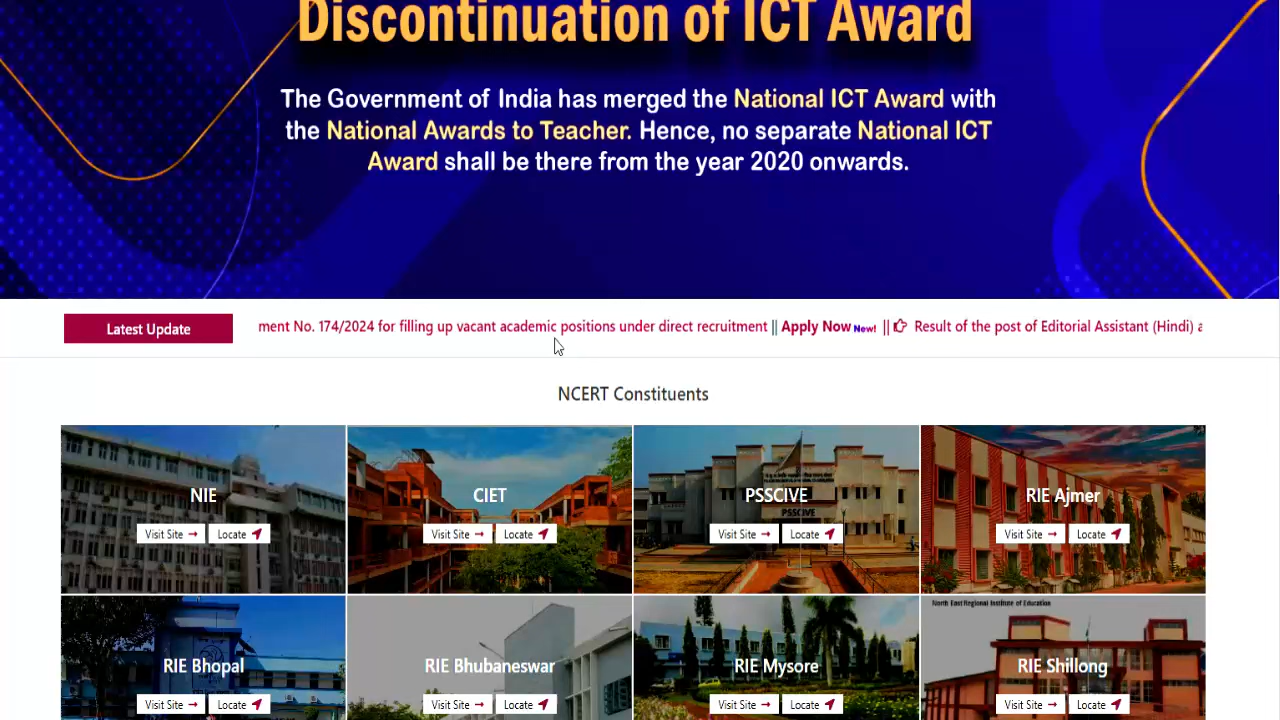 Discontinuation of ICT Award
The Government of India has merged the National ICT Award with
the National Awards to Teacher. Hence, no separate National ICT
Award shall be there from the year 2020 onwards.
Latest Update
ment No. 174/2024 for filling up vacant academic positions under direct recruitment || Apply Now New! || Result of the post of Editorial Assistant (Hindi) a
NCERT Constituents
NIE
Visit Site Locate
CIET
Visit Site Locate
PSSCIVE
PSSCIVE
Visit Site Locate
RIE Ajmer
Visit Site Locate
RIE Bhopal
Visit Site Locate
RIE Bhubaneswar
Visit Site Locate
RIE Mysore
Visit Site Locate
North East Regional Institute of Education
RIE Shillong
Visit Site Locate